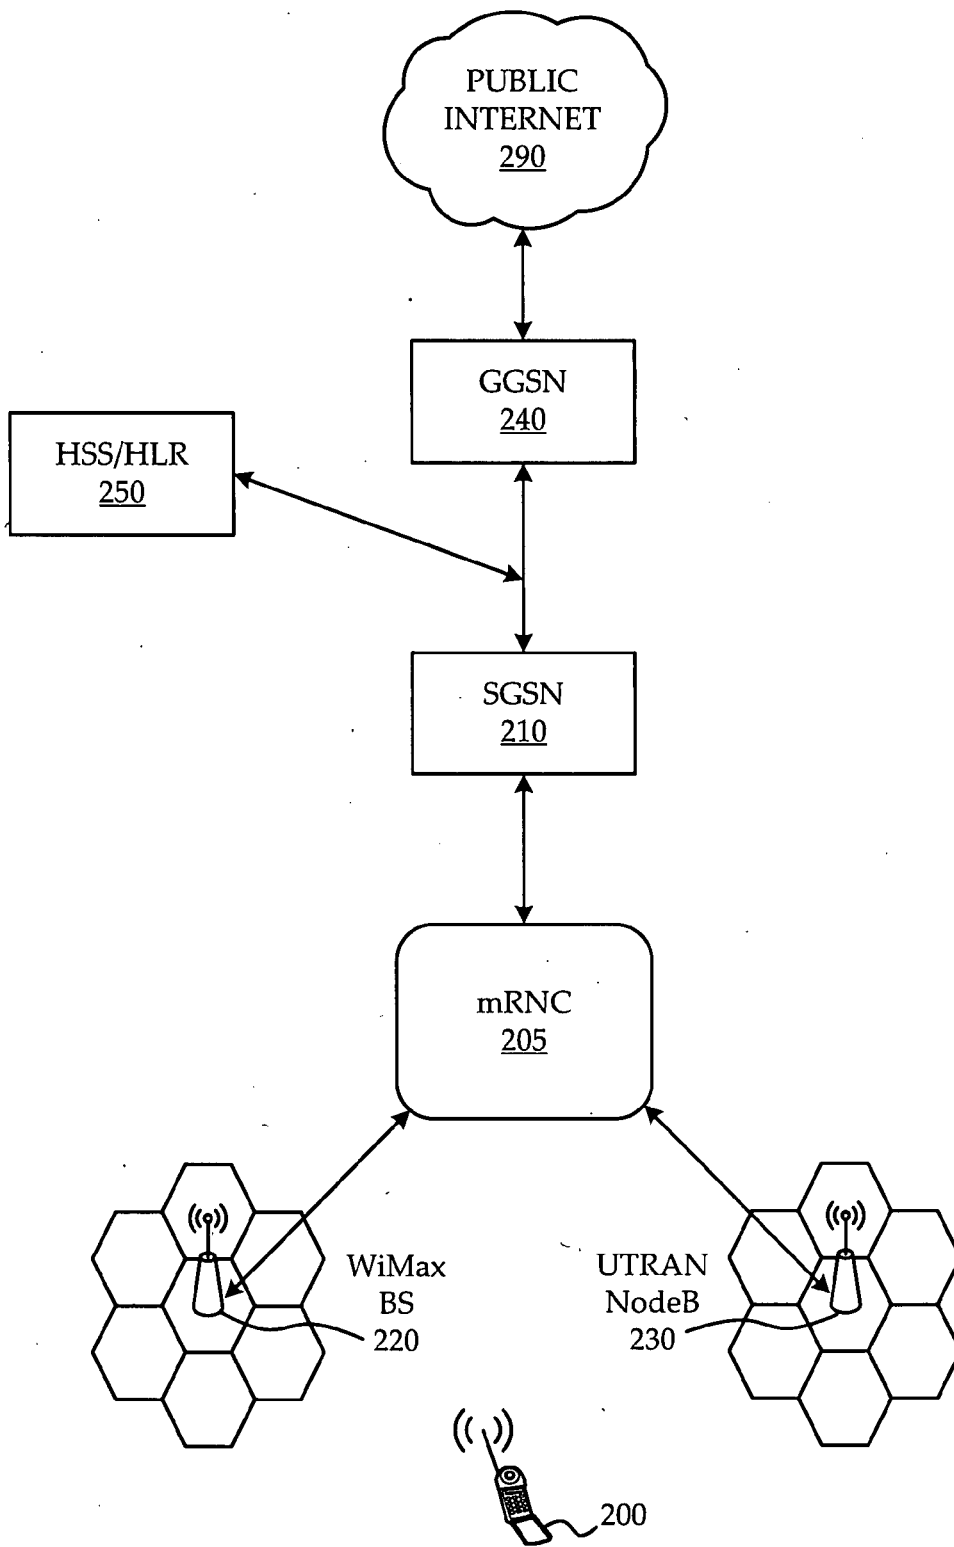 PUBLIC
INTERNET
290
GGSN
240
HSS/HLR
250
SGSN
210
mRNC
205
WiMax
BS
220
UTRAN
NodeB
230
200